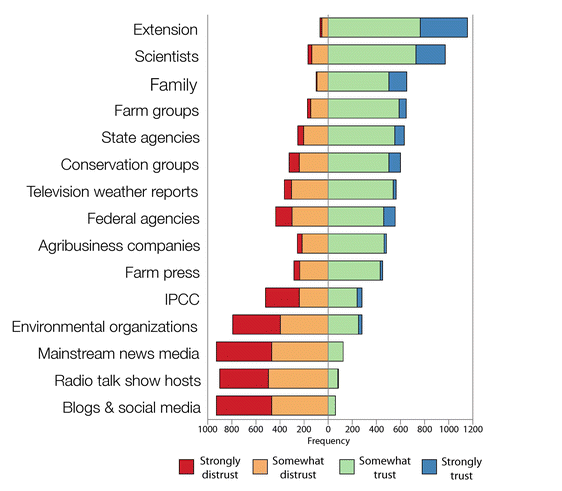 Extension
Scientists
Family
Farm groups
State agencies
Conservation groups
Television weather reports
Federal agencies
Agribusiness companies
Farm press
IPCC
Environmental organizations
Mainstream news media
Radio talk show hosts
Blogs & social media
1000 800 600 400 200 0 200 400 600 800 1000 1200
Frequency
Strongly distrust
Somewhat distrust
Somewhat trust
Strongly trust